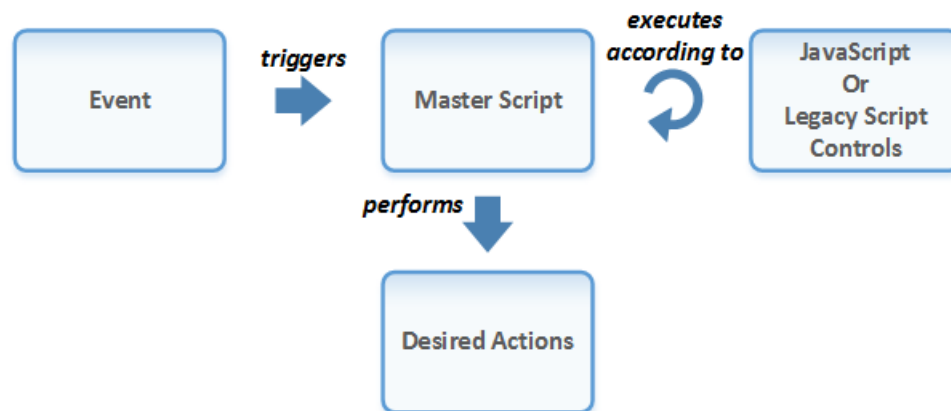 Event
triggers
Master Script
executes
according to
JavaScript
Or
Legacy Script
Controls
performs
Desired Actions